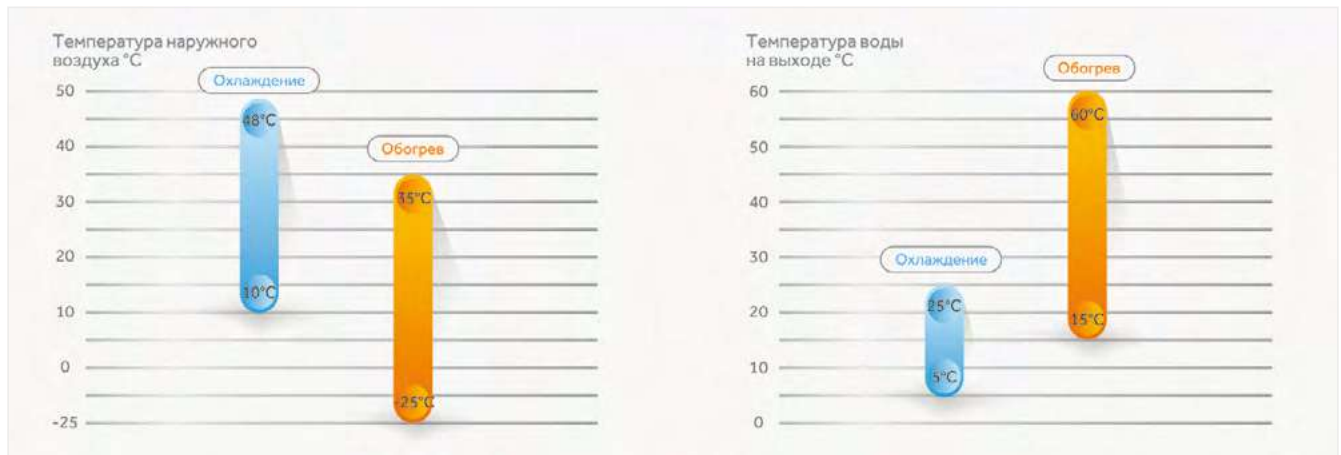 Температура наружного
воздуха °C
Охлаждение
50
48°C
40
Обогрев
35°C
30
20
10°C
10
0
-25°C
-25
Температура воды
на выходе °C
Обогрев
60
60°C
50
40
30
Охлаждение
25°C
20
15°C
10
5°C
0